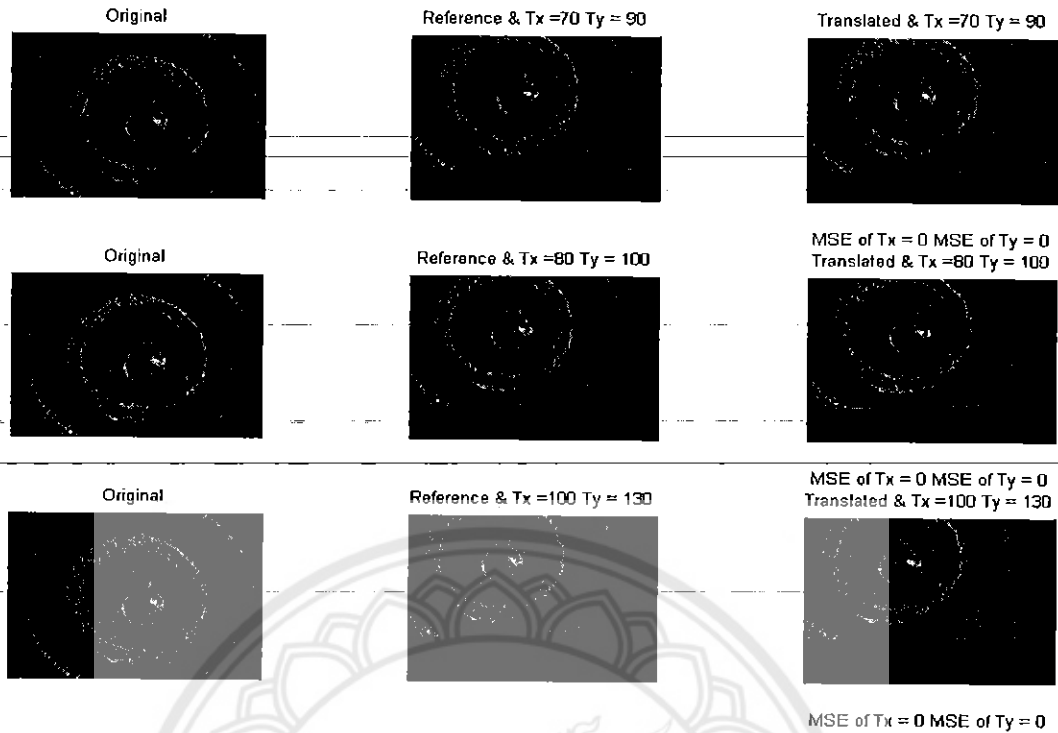 Original
Reference & Tx =70 Ty = 90
Translated & Tx =70 Ty = 90
MSE of Tx = 0 MSE of Ty = 0
Original
Reference & Tx =80 Ty = 100
Translated & Tx =80 Ty = 100
MSE of Tx = 0 MSE of Ty = 0
Original
Reference & Tx =100 Ty = 130
Translated & Tx =100 Ty = 130
MSE of Tx = 0 MSE of Ty = 0